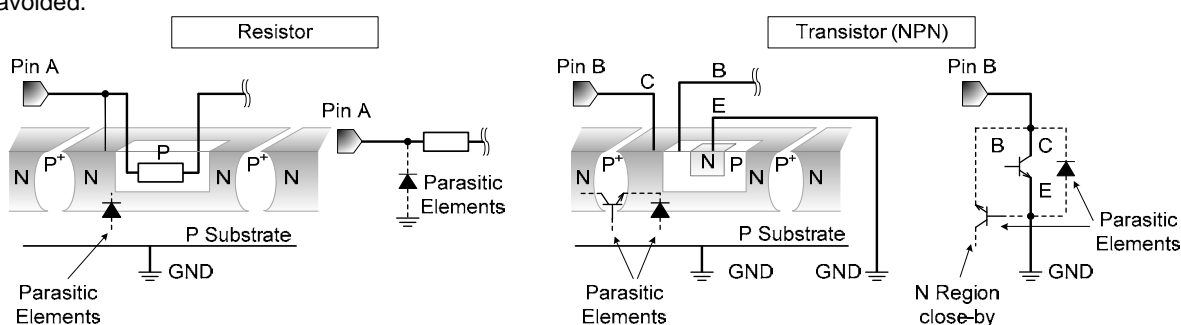 avoided.
Resistor
Transistor (NPN)
Pin A
Pin A
N
P+
N
P
N
P+
N
Parasitic
Elements
P Substrate
GND
Parasitic
Elements
Pin B
C
B
E
N
P+
N
N
P
N
P+
N
P Substrate
GND
GND
Parasitic
Elements
Pin B
B
C
E
Parasitic
Elements
GND
N Region
close-by